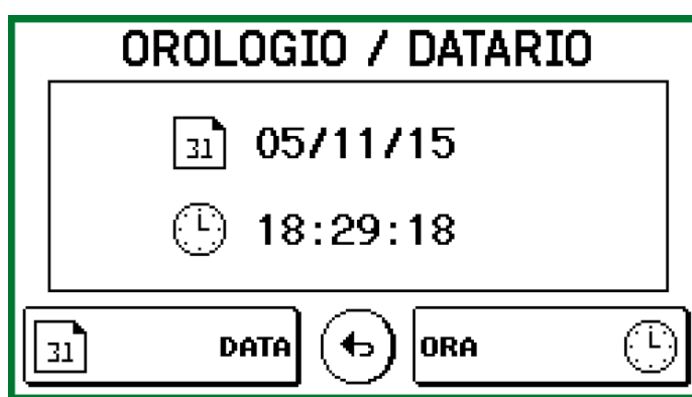 OROLOGIO / DATARIO
31 05/11/15
18:29:18
31 DATA ORA